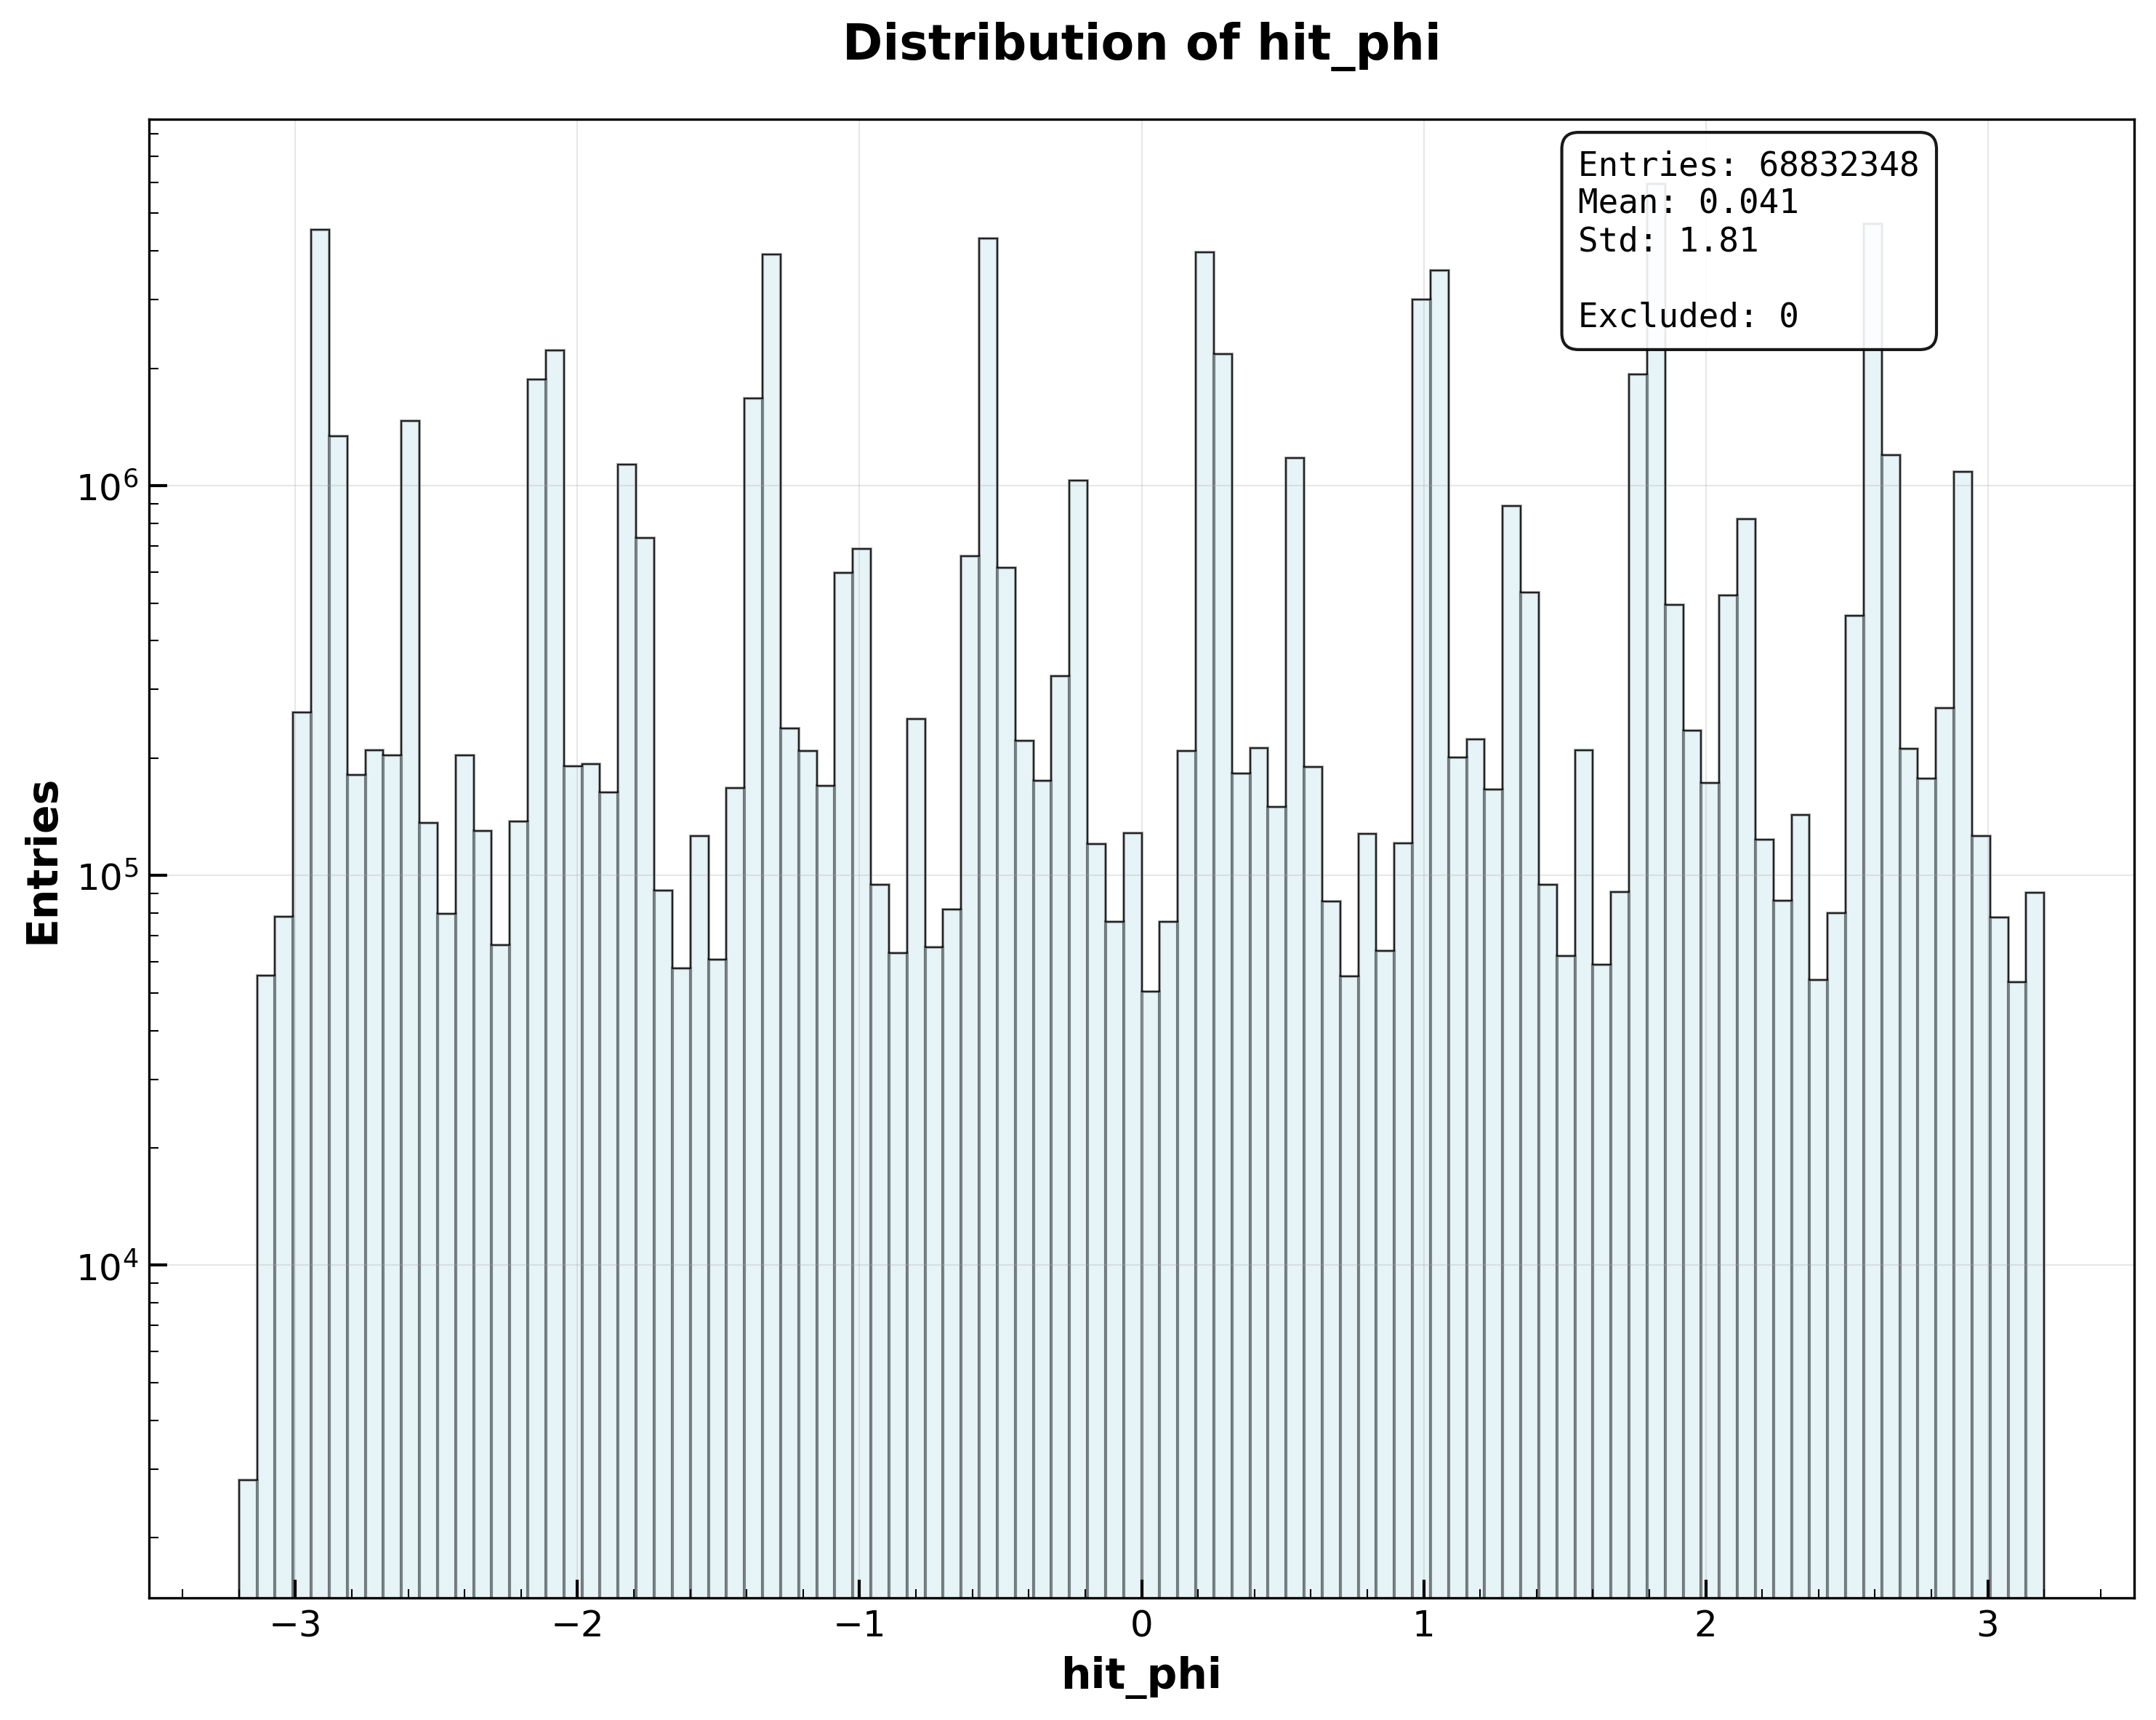 Distribution of hit_phi
Entries: 68832348
Mean: 0.041
Std: 1.81
Excluded: 0
10^6
10^5
10^4
Entries
−3 −2 −1 0 1 2 3
hit_phi